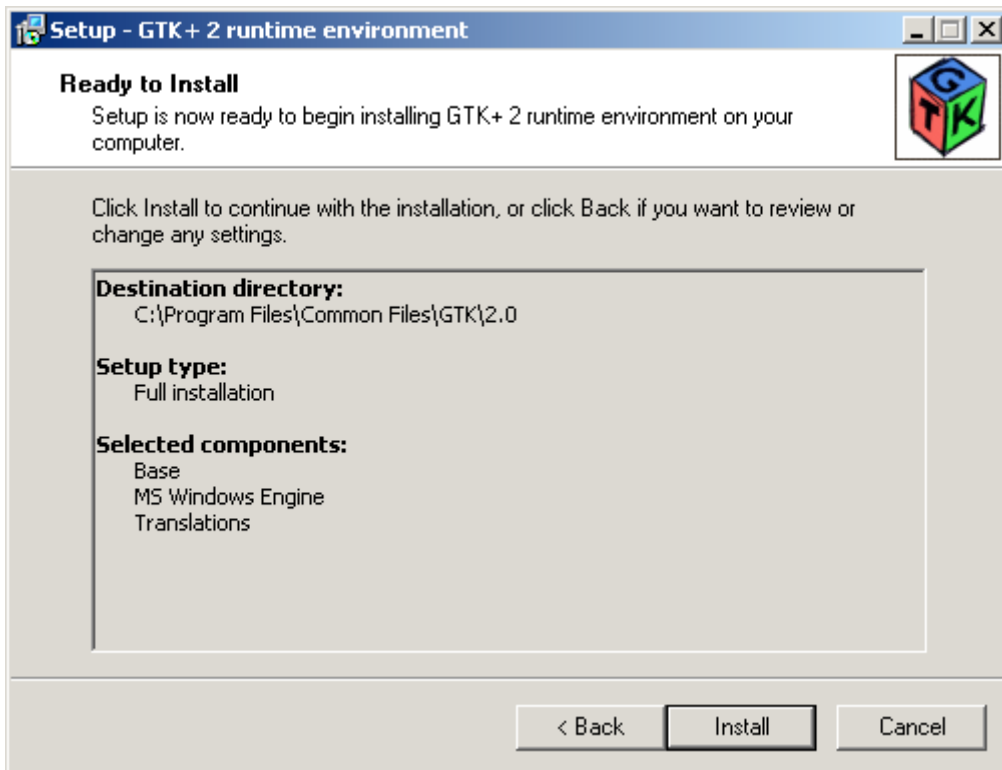 Setup - GTK+ 2 runtime environment
Ready to Install
Setup is now ready to begin installing GTK+ 2 runtime environment on your
computer.
GTK
Click Install to continue with the installation, or click Back if you want to review or
change any settings.
Destination directory:
C:\Program Files\Common Files\GTK\2.0
Setup type:
Full installation
Selected components:
Base
MS Windows Engine
Translations
< Back
Install
Cancel